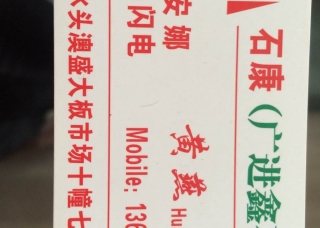 石康(广进鑫
黄燕 Hu
安娜
闪电
Mobile: 136
水头澳盛大板市场十幢七